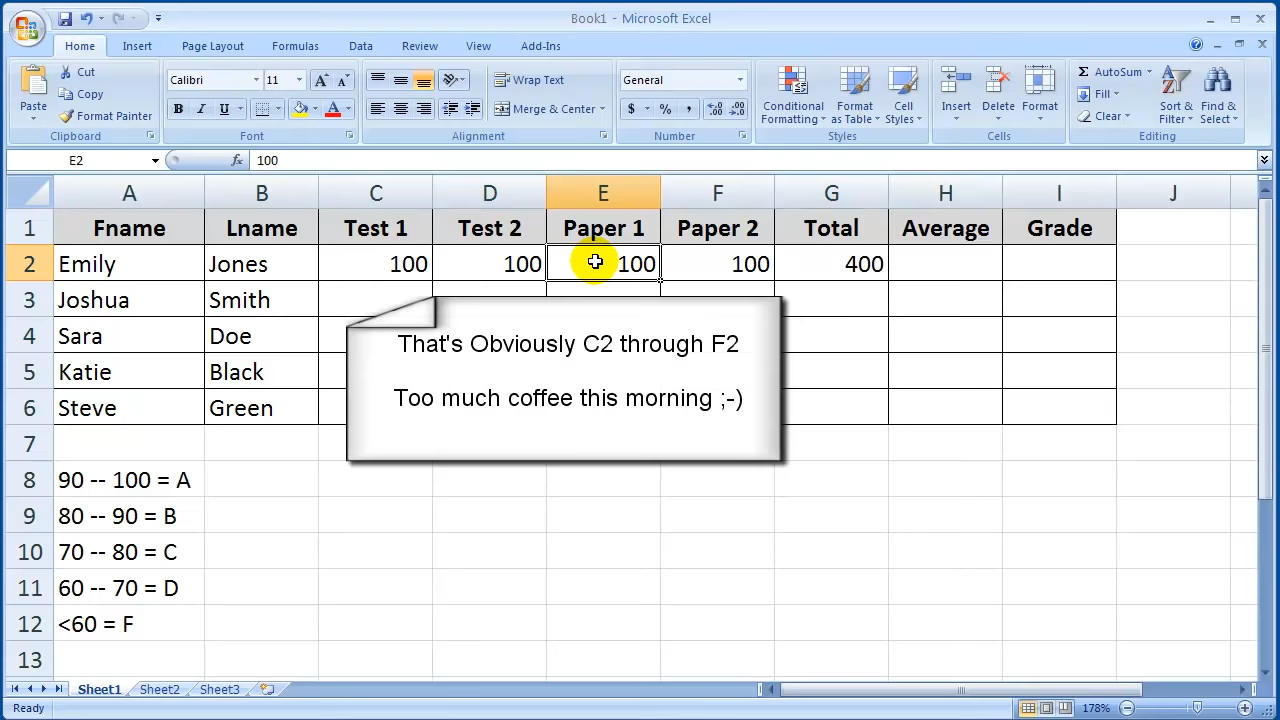 Book1 - Microsoft Excel
Home Insert Page Layout Formulas Data Review View Add-Ins
Paste
Cut
Copy
Format Painter
Clipboard
Calibri 11
B I U
Font
Wrap Text
Merge & Center
Alignment
General
$ % ,
Number
Conditional Formatting
Format as Table
Cell Styles
Styles
Insert Delete Format
Cells
AutoSum
Fill
Clear
Sort & Filter
Find & Select
Editing
E2 fx 100
A B C D E F G H I J
1 Fname Lname Test 1 Test 2 Paper 1 Paper 2 Total Average Grade
2 Emily Jones 100 100 100 100 400
3 Joshua Smith
4 Sara Doe
5 Katie Black
6 Steve Green
That's Obviously C2 through F2
Too much coffee this morning ;-)
7
8 90 -- 100 = A
9 80 -- 90 = B
10 70 -- 80 = C
11 60 -- 70 = D
12 <60 = F
13
Sheet1 Sheet2 Sheet3
Ready 178%